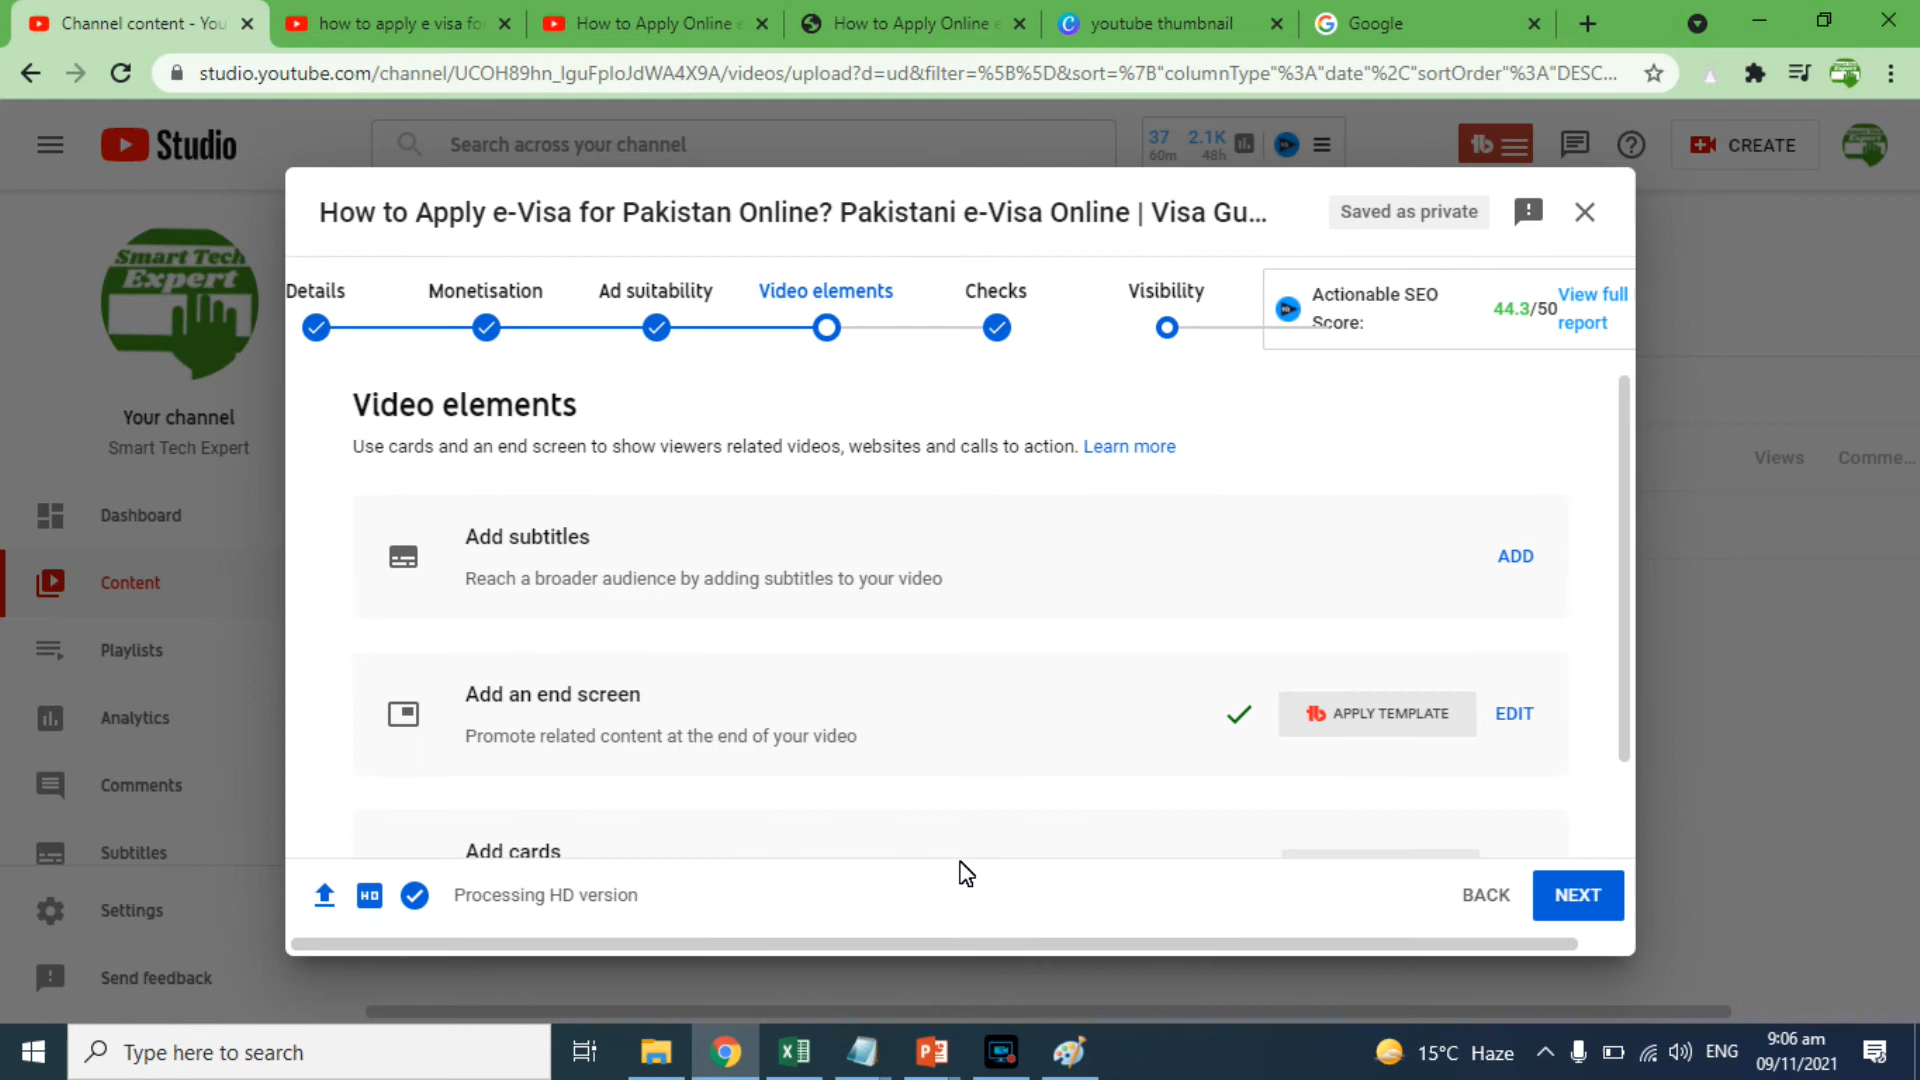 Channel content - You
how to apply e visa fo
How to Apply Online e
How to Apply Online e
youtube thumbnail
Google
studio.youtube.com/channel/UCOH89hn_IguFpIoJdWA4X9A/videos/upload?d=ud&filter=%5B%5D&sort=%7B"columnType"%3A"date"%2C"sortOrder"%3A"DESC...
Studio
Search across your channel
37 60m
2.1K 48h
CREATE
How to Apply e-Visa for Pakistan Online? Pakistani e-Visa Online | Visa Gu...
Saved as private
Details
Monetisation
Ad suitability
Video elements
Checks
Visibility
Actionable SEO Score:
44.3/50
View full report
Smart Tech
Expert
Your channel
Smart Tech Expert
Dashboard
Content
Playlists
Analytics
Comments
Subtitles
Settings
Send feedback
Views
Comme...
Video elements
Use cards and an end screen to show viewers related videos, websites and calls to action. Learn more
Add subtitles
Reach a broader audience by adding subtitles to your video
ADD
Add an end screen
Promote related content at the end of your video
APPLY TEMPLATE
EDIT
Add cards
HD
Processing HD version
BACK
NEXT
Type here to search
15°C Haze
ENG
9:06 am
09/11/2021